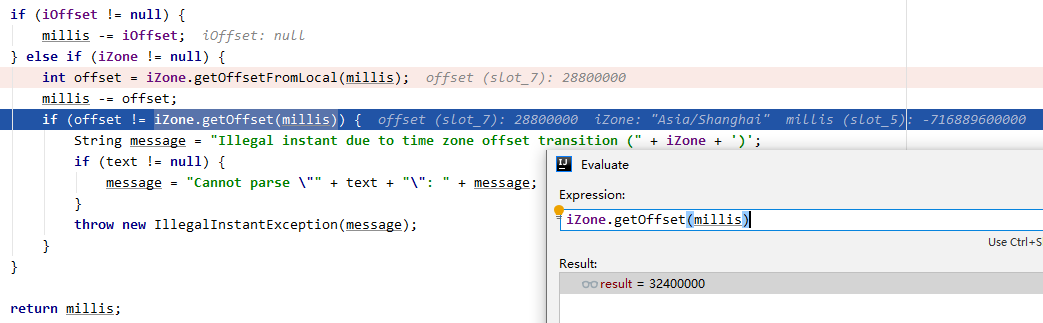 if (iOffset != null) {
millis -= iOffset; iOffset: null
} else if (iZone != null) {
int offset = iZone.getOffsetFromLocal(millis); offset (slot_7): 28800000
millis -= offset;
if (offset != iZone.getOffset(millis)) { offset (slot_7): 28800000 iZone: "Asia/Shanghai" millis (slot_5): -716889600000
String message = "Illegal instant due to time zone offset transition (" + iZone + ')';
if (text != null) {
message = "Cannot parse \"" + text + "\": " + message;
}
throw new IllegalInstantException(message);
}
}
return millis;
IJ
Evaluate
Expression:
iZone.getOffset(millis)
Use Ctrl+S
Result:
result = 32400000